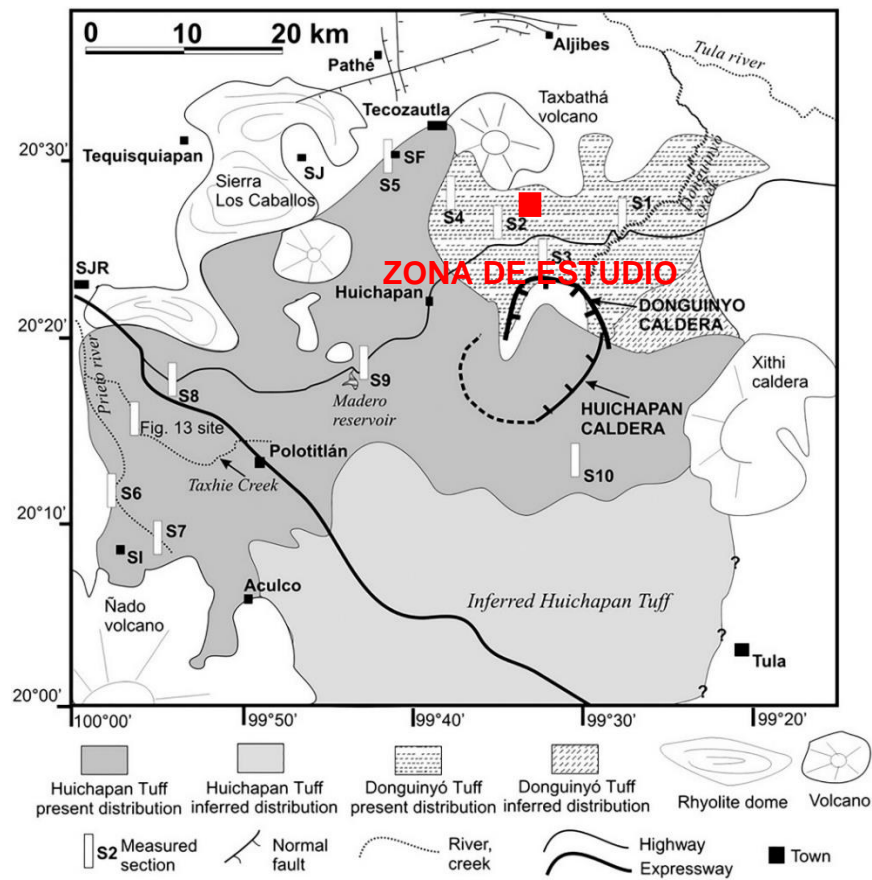 0 10 20 km
Aljibes
Tula river
Pathé
Tecozautla
Taxbathá
volcano
20°30'
Tequisquiapan
SJ
SF
S5
Sierra
Los Caballos
S4
S2
S1
Donguinyó
creek
S3
ZONA DE ESTUDIO
SJR
Huichapan
DONGUINYO
CALDERA
20°20'
Prieto river
Xithi
caldera
S8
S9
Madero
reservoir
HUICHAPAN
CALDERA
Fig. 13 site
Polotitlán
Taxhie Creek
S10
S6
20°10'
S7
SI
?
Aculco
Inferred Huichapan Tuff
Ñado
volcano
?
Tula
?
20°00'
100°00' 99°50' 99°40' 99°30' 99°20'
Huichapan Tuff
present distribution
Huichapan Tuff
inferred distribution
Donguinyó Tuff
present distribution
Donguinyó Tuff
inferred distribution
Rhyolite dome
Volcano
S2 Measured
section
Normal
fault
River,
creek
Highway
Expressway
Town